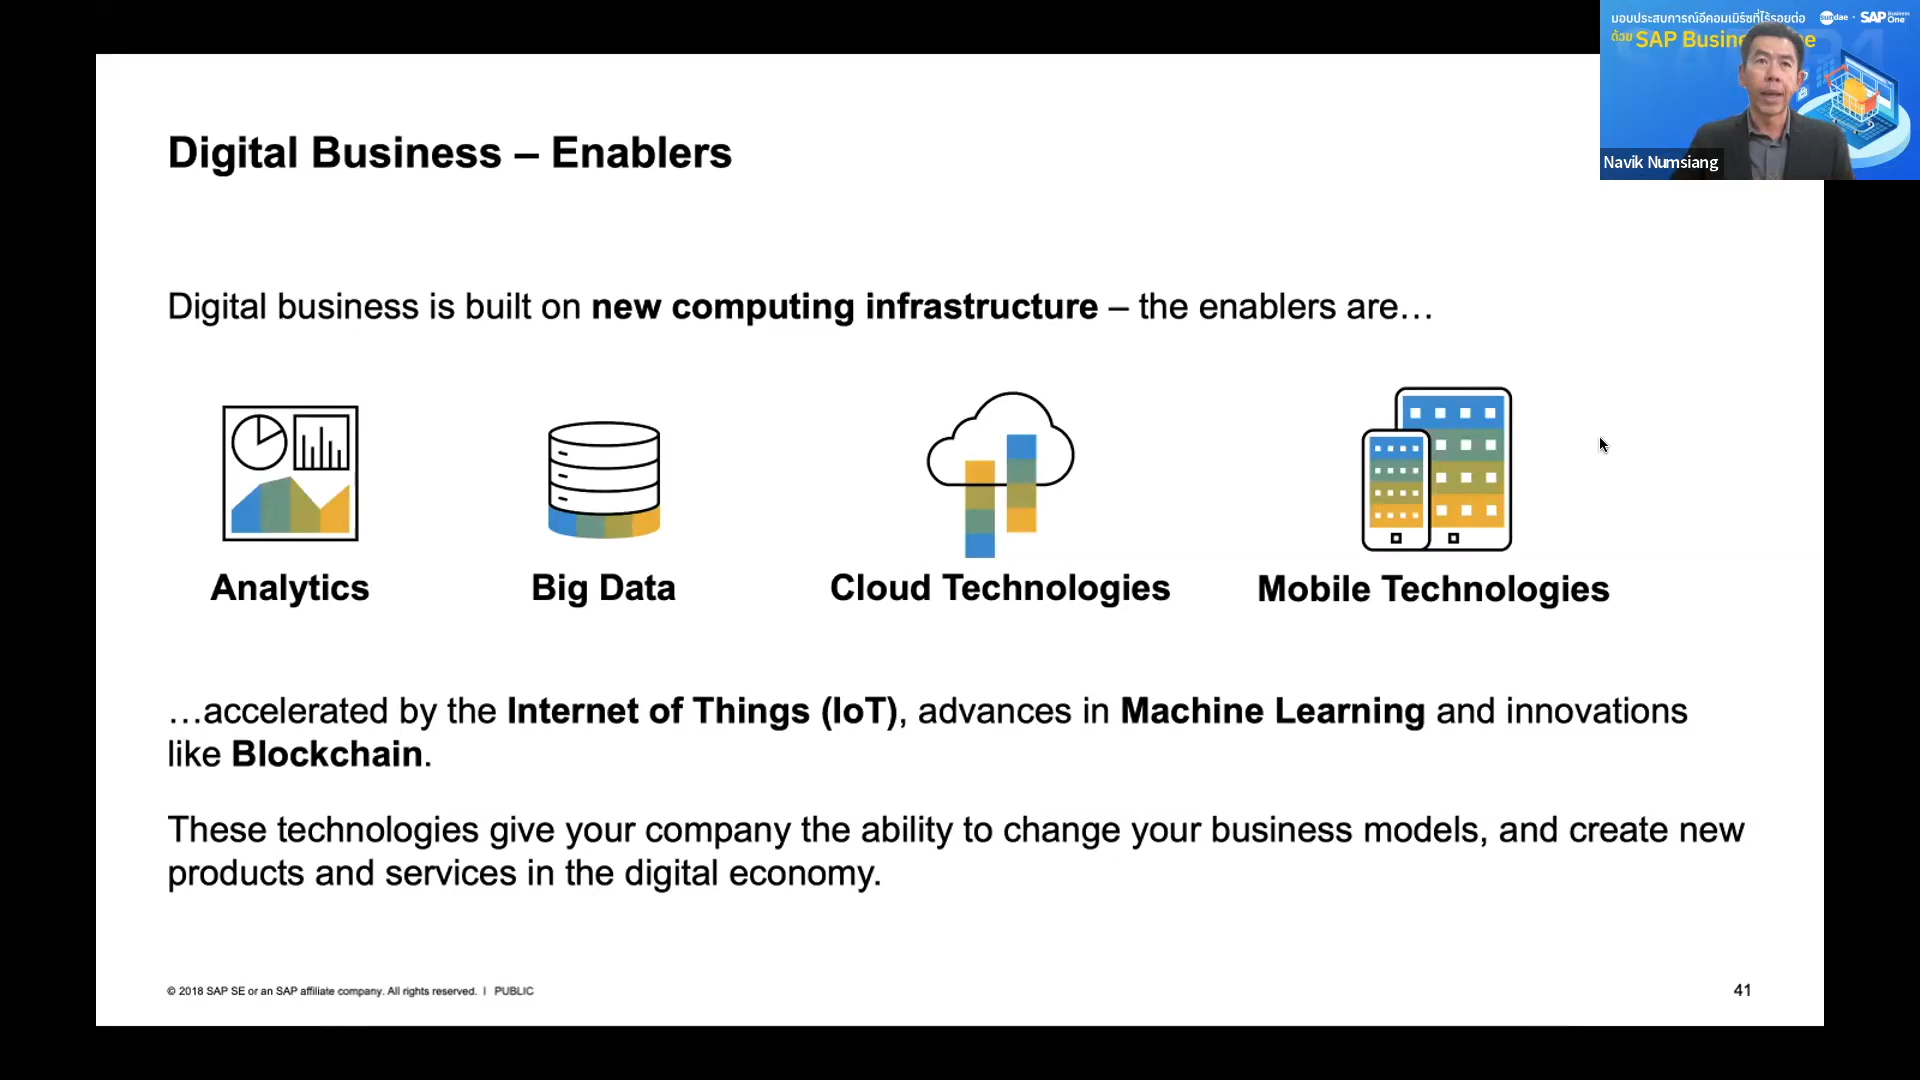 มอบประสบการณ์อีคอมเมิร์ซที่ไร้รอยต่อ sundae SAP Business One
ด้วย SAP
Navik Numsiang
Digital Business – Enablers
Digital business is built on new computing infrastructure – the enablers are…
Analytics
Big Data
Cloud Technologies
Mobile Technologies
…accelerated by the Internet of Things (IoT), advances in Machine Learning and innovations
like Blockchain.
These technologies give your company the ability to change your business models, and create new
products and services in the digital economy.
© 2018 SAP SE or an SAP affiliate company. All rights reserved. | PUBLIC
41